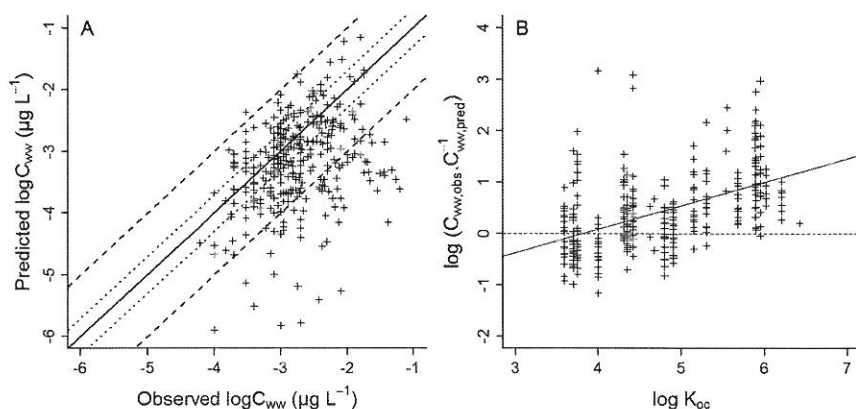 A
Predicted logC_WW (µg L⁻¹)
-1
-2
-3
-4
-5
-6
-6 -5 -4 -3 -2 -1
Observed logC_WW (µg L⁻¹)
B
log (C_WW,obs.C⁻¹_WW,pred)
4
3
2
1
0
-1
-2
3 4 5 6 7
log K_oc